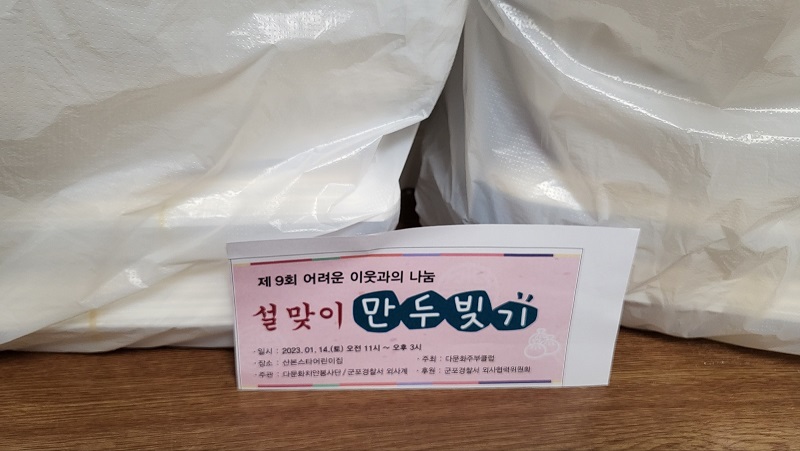 제9회 어려운 이웃과의 나눔
설맞이 만두빚기
· 일시 : 2023. 01. 14.(토) 오전 11시 ~ 오후 3시
· 장소 : 산본스타어린이집 · 주최 : 다문화주부클럽
· 주관 : 다문화치안봉사단 / 군포경찰서 외사계 · 후원 : 군포경찰서 외사협력위원회